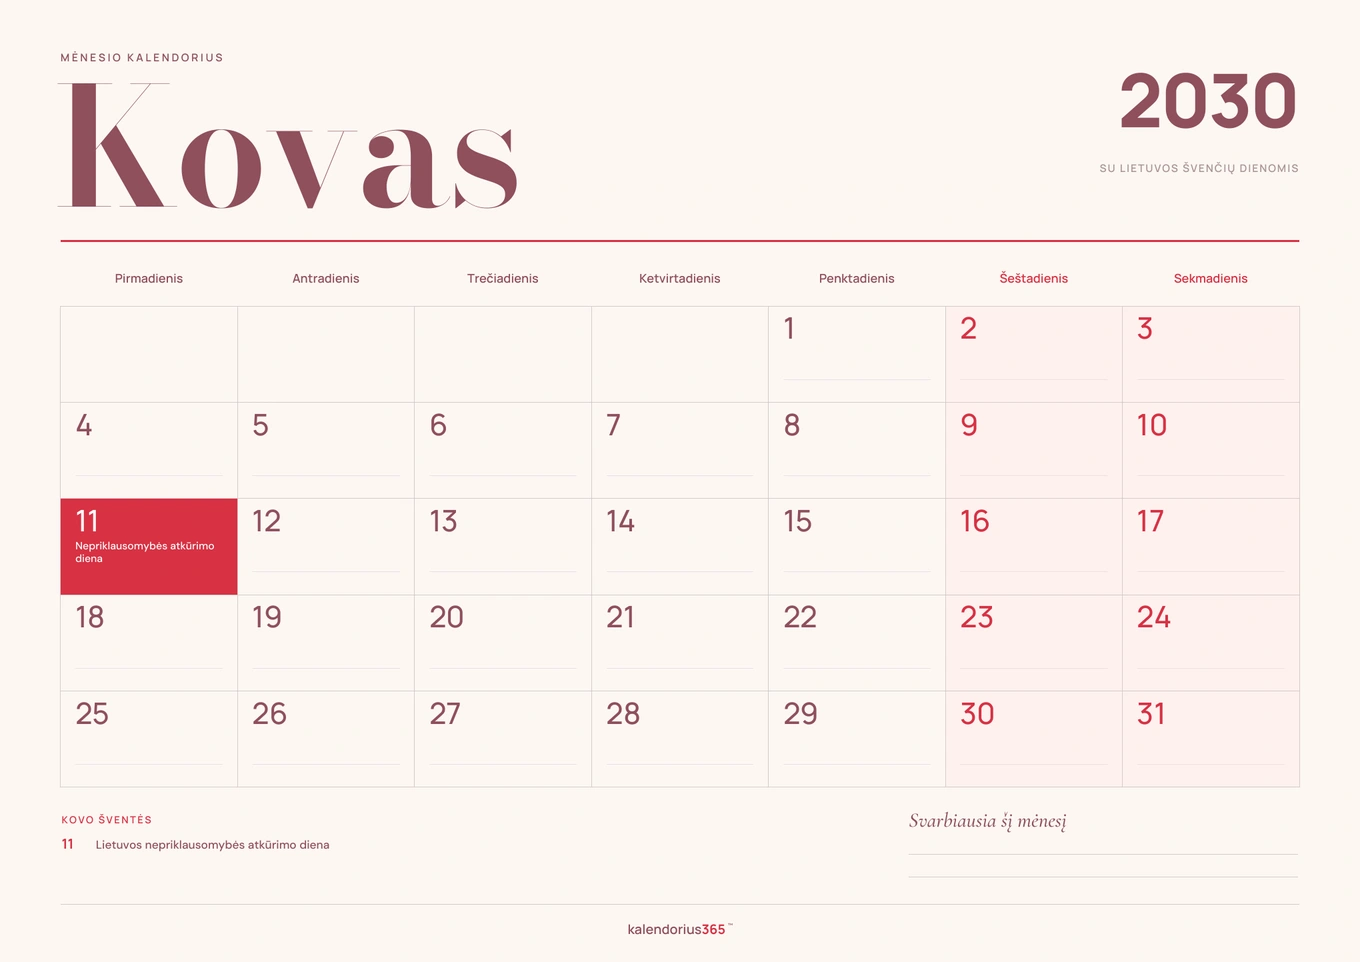 MĖNESIO KALENDORIUS
Kovas
2030
SU LIETUVOS ŠVENČIŲ DIENOMIS
Pirmadienis Antradienis Trečiadienis Ketvirtadienis Penktadienis Šeštadienis Sekmadienis
1 2 3
4 5 6 7 8 9 10
11 12 13 14 15 16 17
Nepriklausomybės atkūrimo
diena
18 19 20 21 22 23 24
25 26 27 28 29 30 31
KOVO ŠVENTĖS
11 Lietuvos nepriklausomybės atkūrimo diena
Svarbiausia šį mėnesį
kalendorius365™